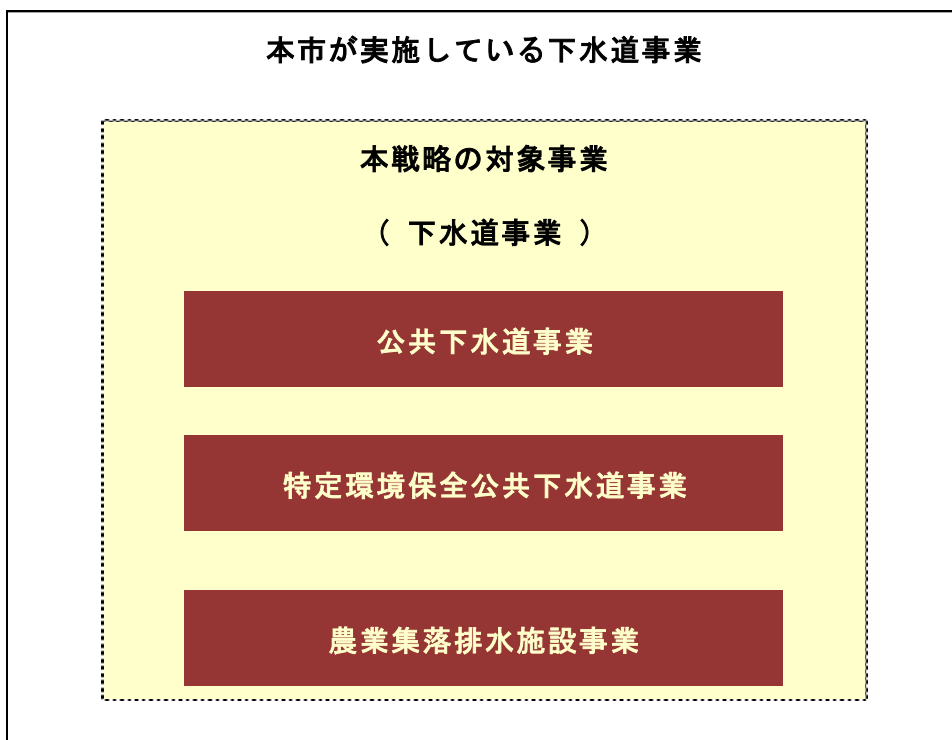 本市が実施している下水道事業
本戦略の対象事業
（ 下水道事業 ）
公共下水道事業
特定環境保全公共下水道事業
農業集落排水施設事業